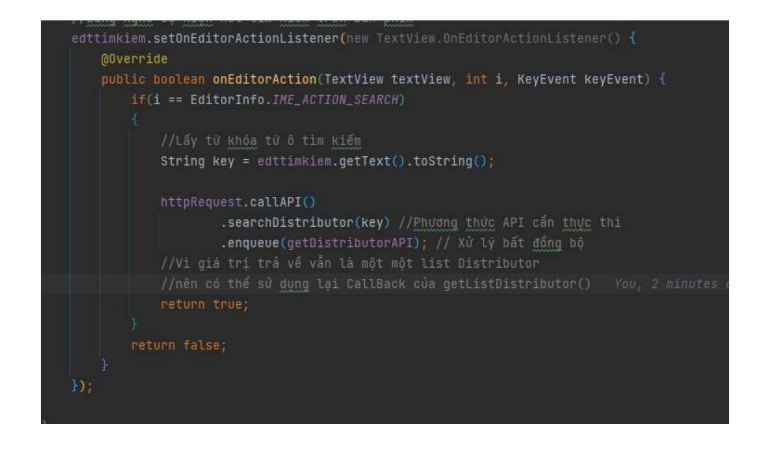 edttimkiem.setOnEditorActionListener(new TextView.OnEditorActionListener() {
@Override
public boolean onEditorAction(TextView textView, int i, KeyEvent keyEvent) {
if(i == EditorInfo.IME_ACTION_SEARCH)
{
//Lấy từ khóa từ ô tìm kiếm
String key = edttimkiem.getText().toString();
httpRequest.callAPI()
.searchDistributor(key) //Phương thức API cần thực thi
.enqueue(getDistributorAPI); // Xử lý bất đồng bộ
//Vì giá trị trả về vẫn là một một list Distributor
//nên có thể sử dụng lại CallBack của getListDistributor() You, 2 minutes
return true;
}
return false;
}
});